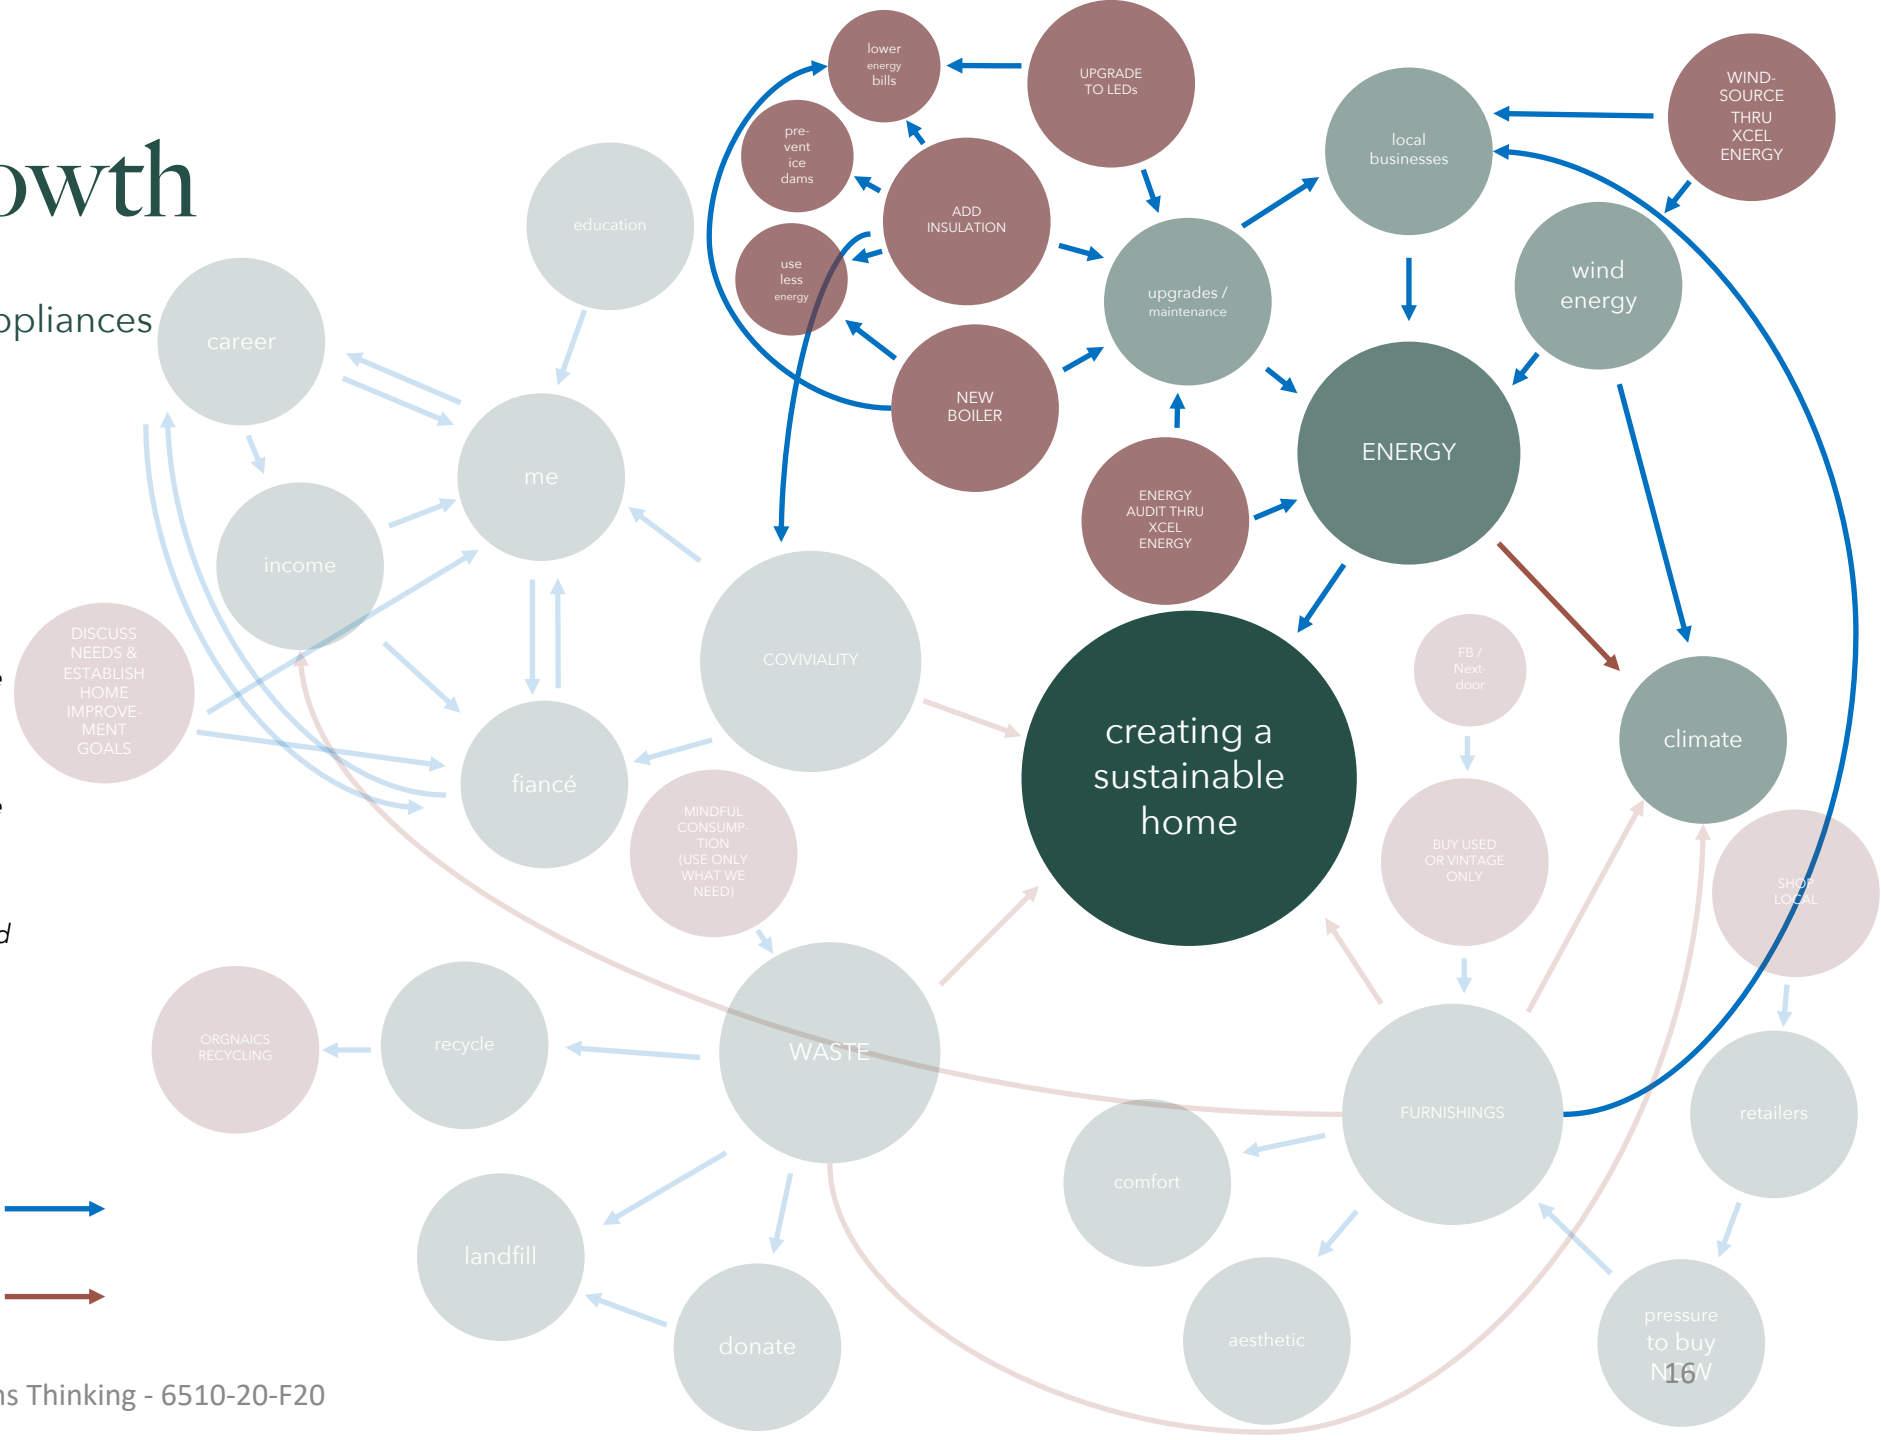 owth
ppliances
e
e
d
lower
energy
bills
UPGRADE
TO LEDs
WIND-
SOURCE
THRU
XCEL
ENERGY
pre-
vent
ice
dams
local
businesses
education
ADD
INSULATION
use
less
energy
upgrades /
maintenance
wind
energy
career
NEW
BOILER
ENERGY
me
ENERGY
AUDIT THRU
XCEL
ENERGY
income
DISCUSS
NEEDS &
ESTABLISH
HOME
IMPROVE-
MENT
GOALS
COVIVIALITY
FB /
Next-
door
creating a
sustainable
home
climate
fiancé
MINDFUL
CONSUMP-
TION
(USE ONLY
WHAT WE
NEED)
BUY USED
OR VINTAGE
ONLY
SHOP
LOCAL
ORGNAICS
RECYCLING
recycle
WASTE
FURNISHINGS
retailers
comfort
landfill
donate
aesthetic
pressure
to buy
NOW
16
ns Thinking - 6510-20-F20